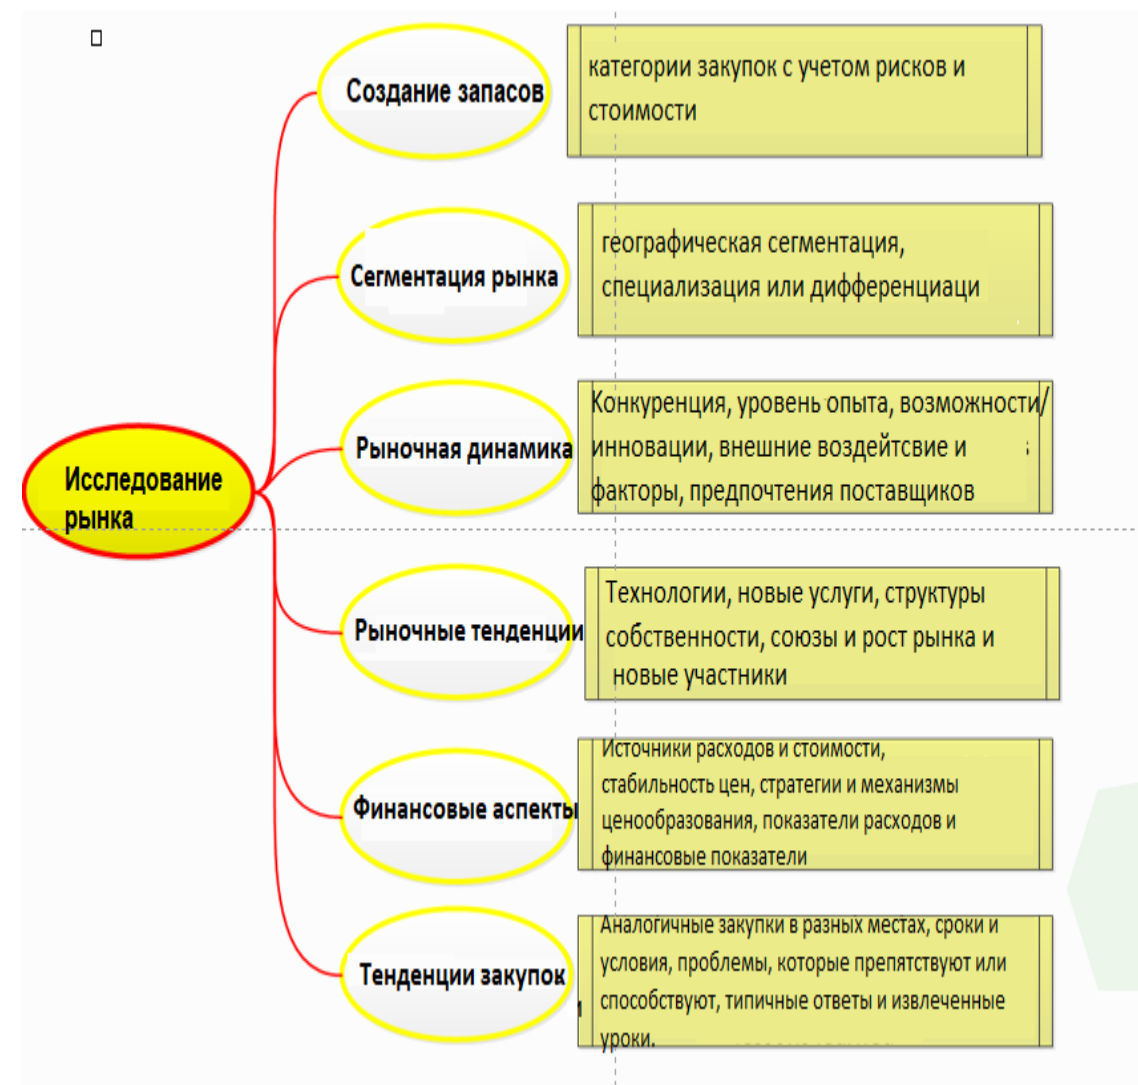 Создание запасов
категории закупок с учетом рисков и
стоимости
Сегментация рынка
географическая сегментация,
специализация или дифференциаци
Рыночная динамика
Конкуренция, уровень опыта, возможности/
инновации, внешние воздейтсвие и
факторы, предпочтения поставщиков
Исследование
рынка
Рыночные тенденции
Технологии, новые услуги, структуры
собственности, союзы и рост рынка и
новые участники
Финансовые аспекты
Источники расходов и стоимости,
стабильность цен, стратегии и механизмы
ценообразования, показатели расходов и
финансовые показатели
Тенденции закупок
Аналогичные закупки в разных местах, сроки и
условия, проблемы, которые препятствуют или
способствуют, типичные ответы и извлеченные
уроки.